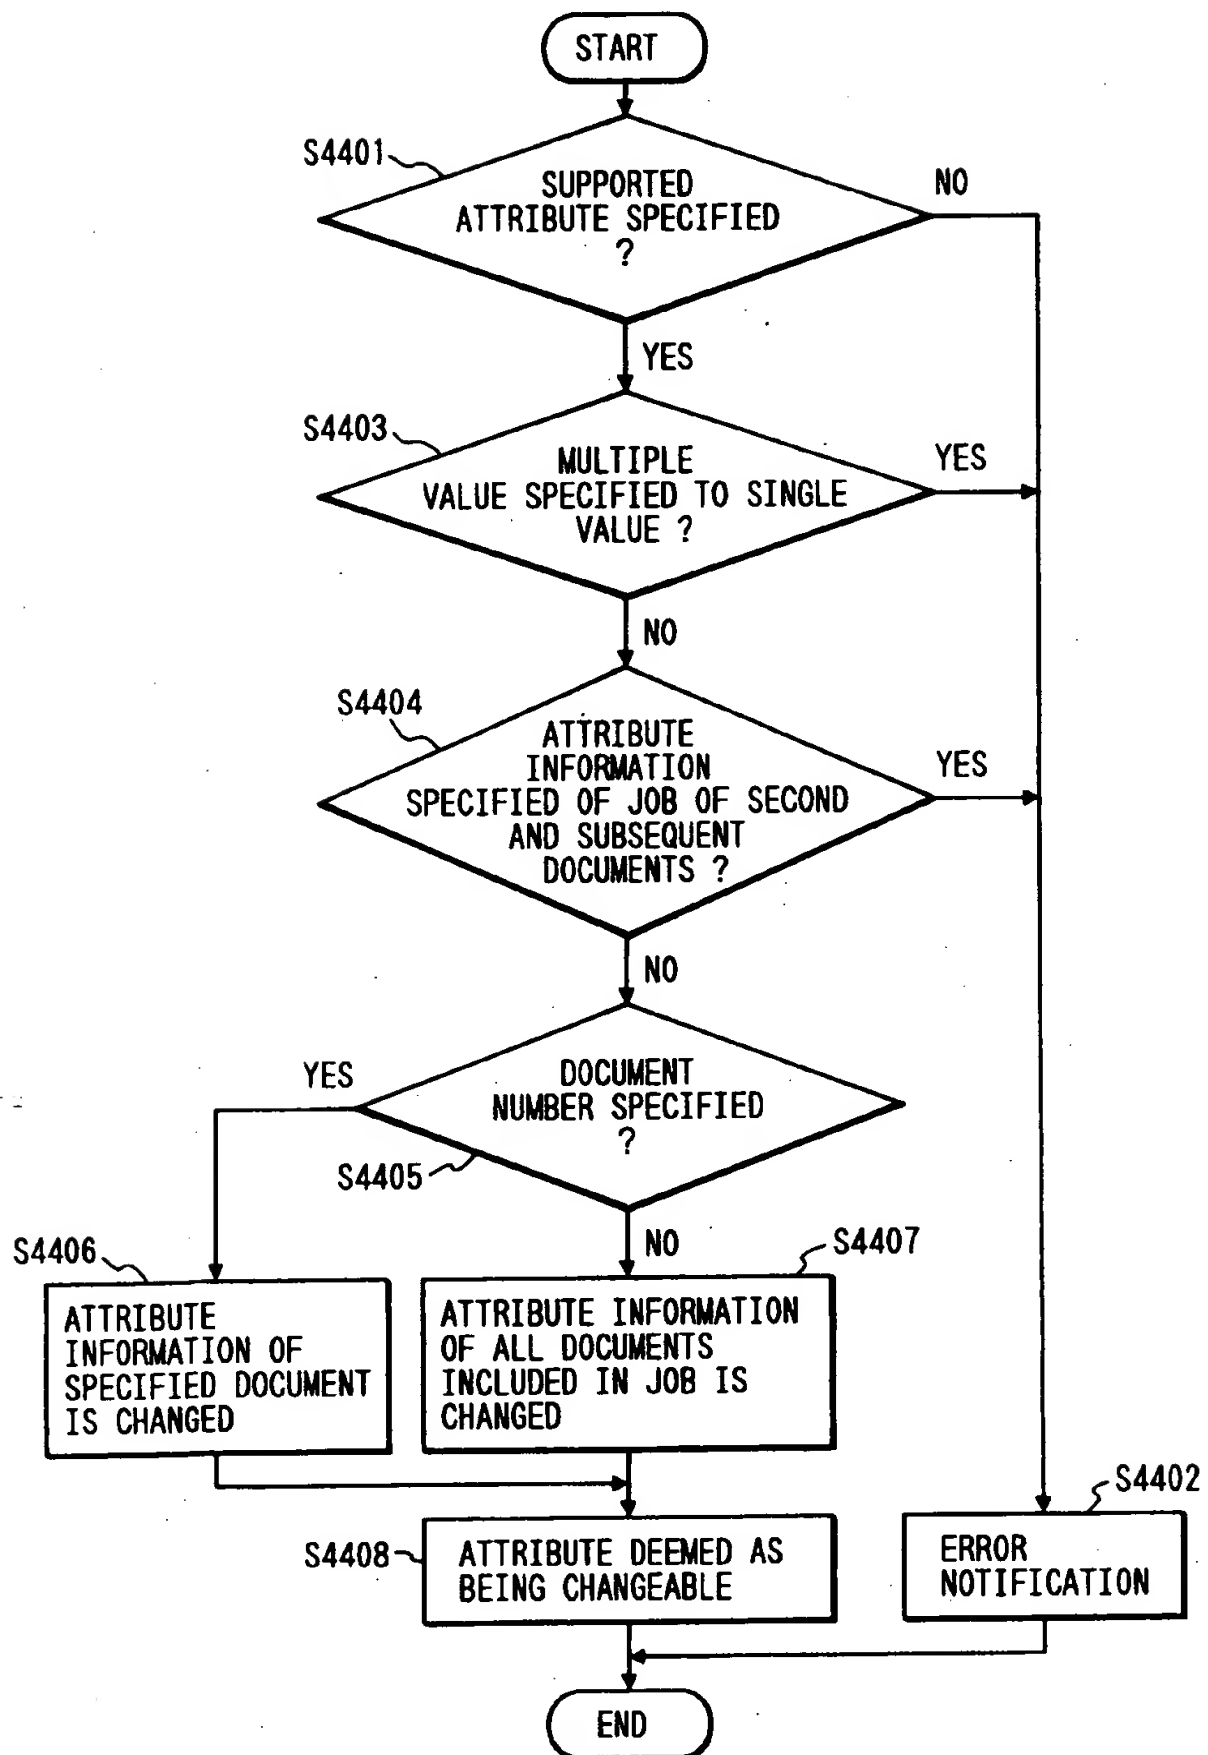 START
S4401
SUPPORTED
ATTRIBUTE SPECIFIED
?
NO
YES
S4403
MULTIPLE
VALUE SPECIFIED TO SINGLE
VALUE ?
YES
NO
S4404
ATTRIBUTE
INFORMATION
SPECIFIED OF JOB OF SECOND
AND SUBSEQUENT
DOCUMENTS ?
YES
NO
DOCUMENT
NUMBER SPECIFIED
?
YES
S4405
NO
S4406
ATTRIBUTE
INFORMATION OF
SPECIFIED DOCUMENT
IS CHANGED
S4407
ATTRIBUTE INFORMATION
OF ALL DOCUMENTS
INCLUDED IN JOB IS
CHANGED
S4408
ATTRIBUTE DEEMED AS
BEING CHANGEABLE
S4402
ERROR
NOTIFICATION
END